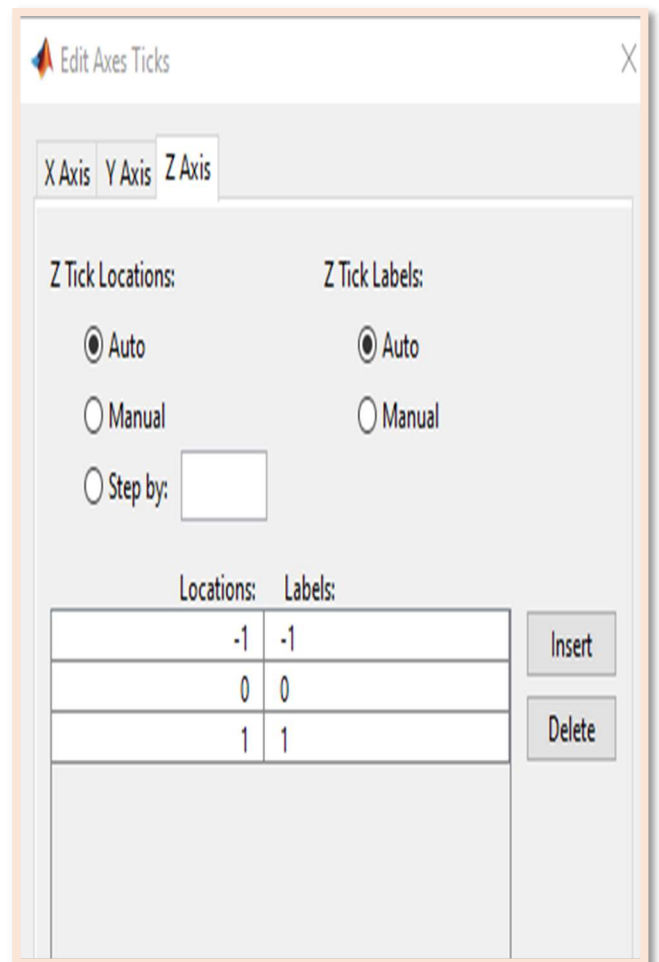 Edit Axes Ticks
X Axis Y Axis Z Axis
Z Tick Locations: Z Tick Labels:
Auto Auto
Manual Manual
Step by:
Locations: Labels:
-1 -1 Insert
0 0
1 1 Delete